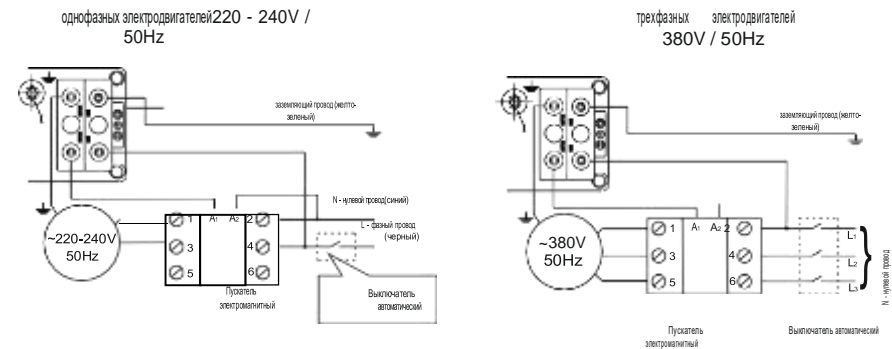 однофазных электродвигателей220 - 240V /
50Hz
заземляющий провод (желто-
зеленый)
N - нулевой провод(синий)
L - фазный провод
(черный)
1 A1 A2 2
3 4
5 6
~220-240V
50Hz
Пускатель
электромагнитный
Выключатель
автоматический
трехфазных электродвигателей
380V / 50Hz
заземляющий провод (желто-
зеленый)
1 A1 A2 2
3 4
5 6
~380V
50Hz
L1
L2
L3
N - нулевой провод
Пускатель
электромагнитный
Выключатель автоматический